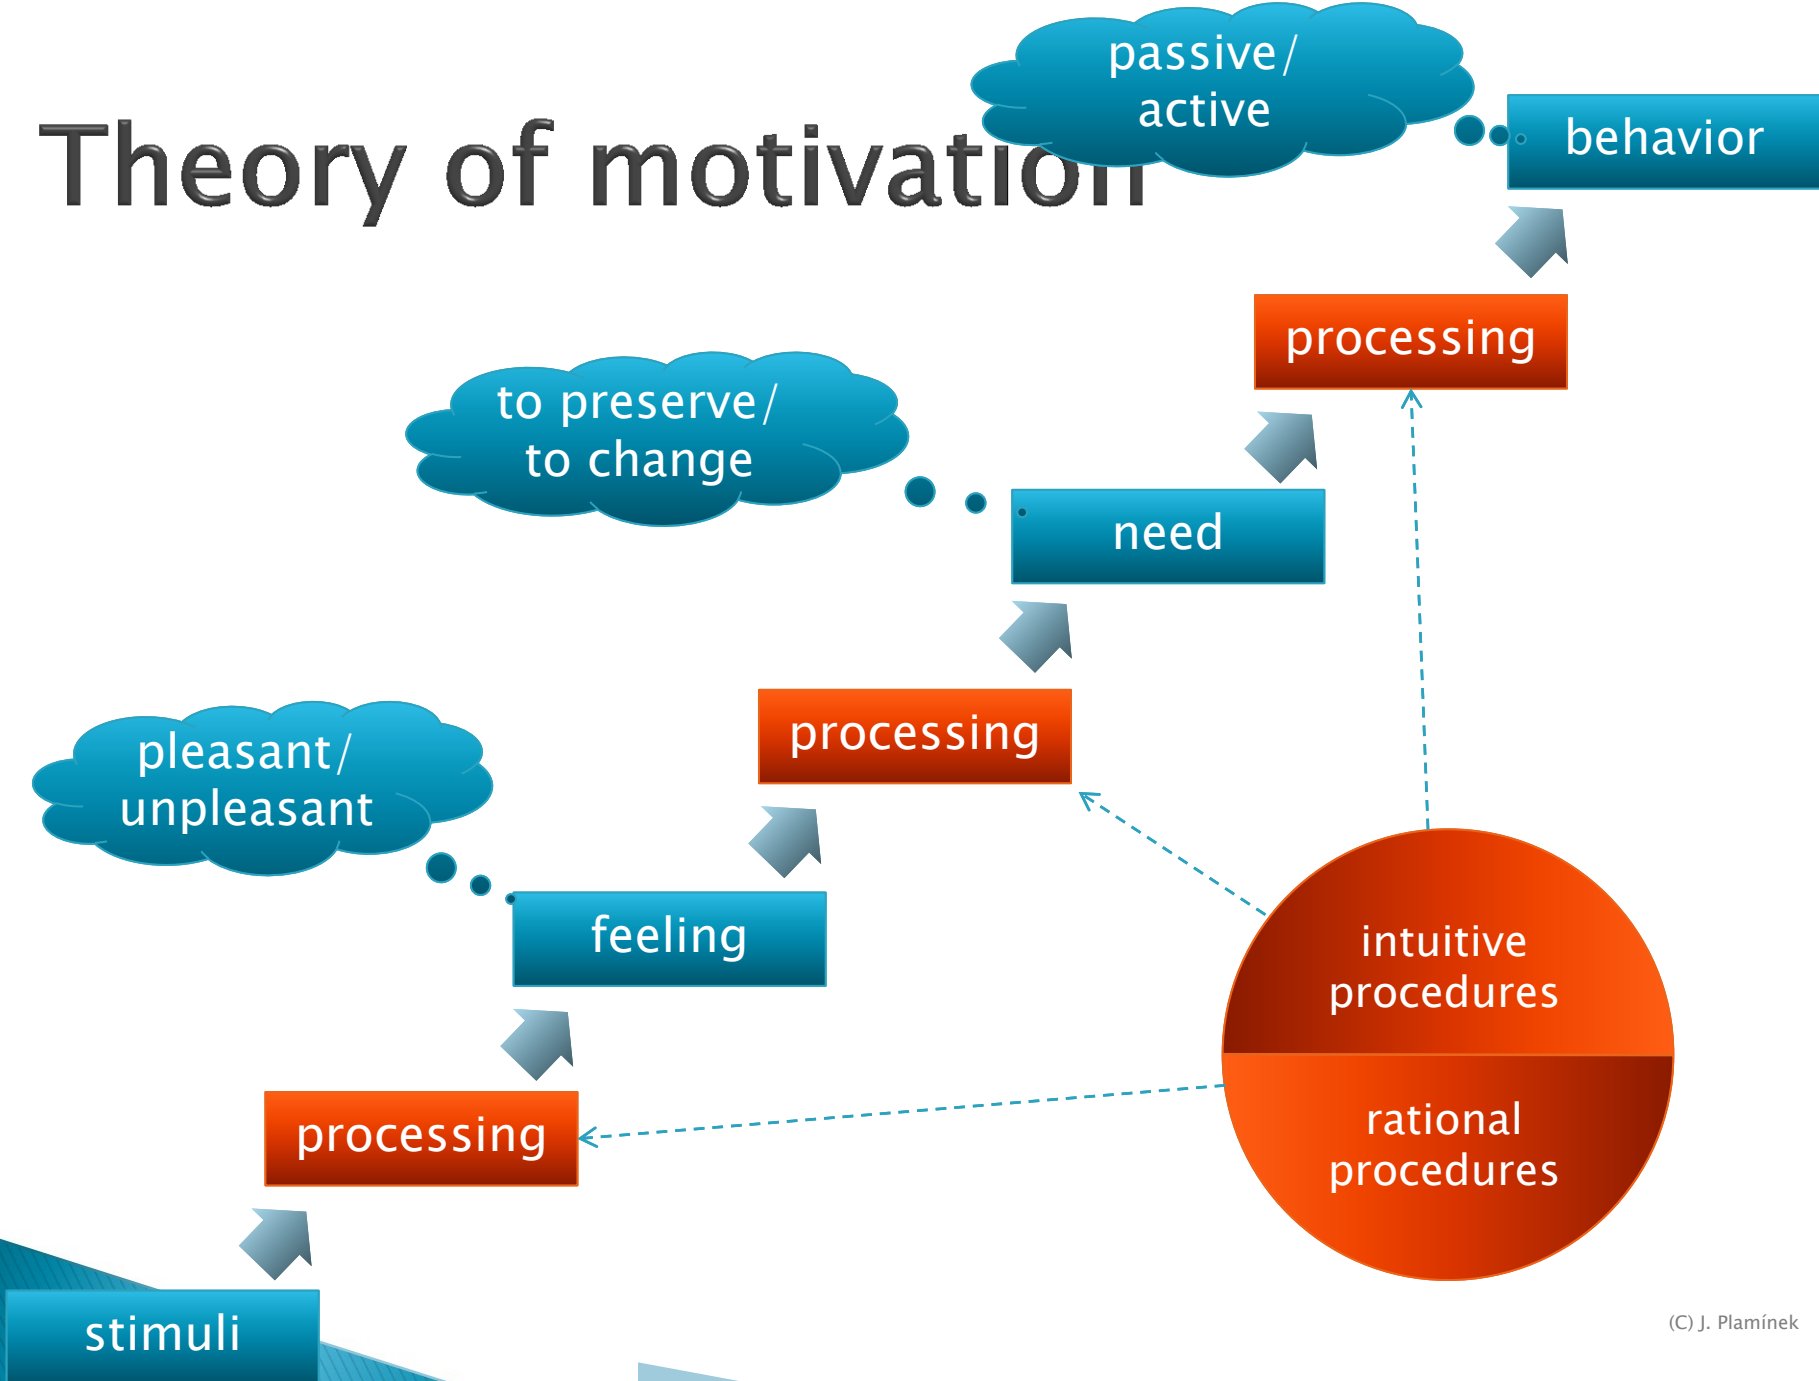 Theory of motivation
passive/
active
behavior
processing
to preserve/
to change
need
processing
pleasant/
unpleasant
feeling
processing
stimuli
intuitive
procedures
rational
procedures
(C) J. Plamínek